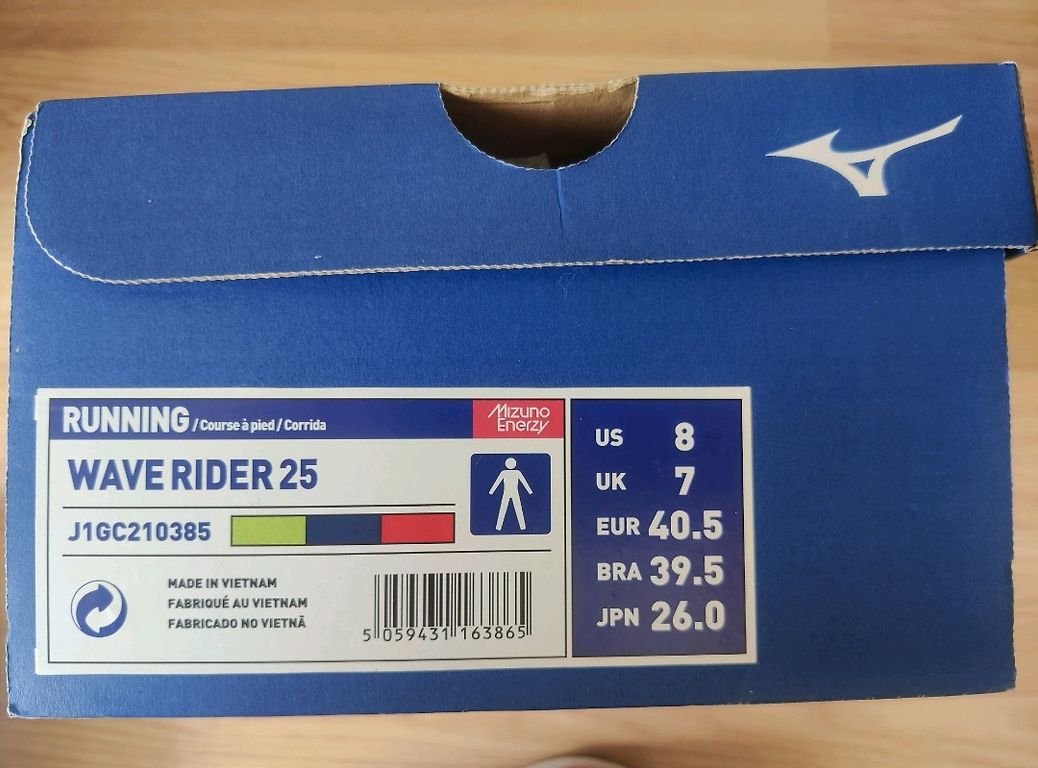 RUNNING / Course à pied / Corrida
Mizuno
Enerzy
WAVE RIDER 25
J1GC210385
MADE IN VIETNAM
FABRIQUÉ AU VIETNAM
FABRICADO NO VIETNÃ
5 059431 163865
US 8
UK 7
EUR 40.5
BRA 39.5
JPN 26.0